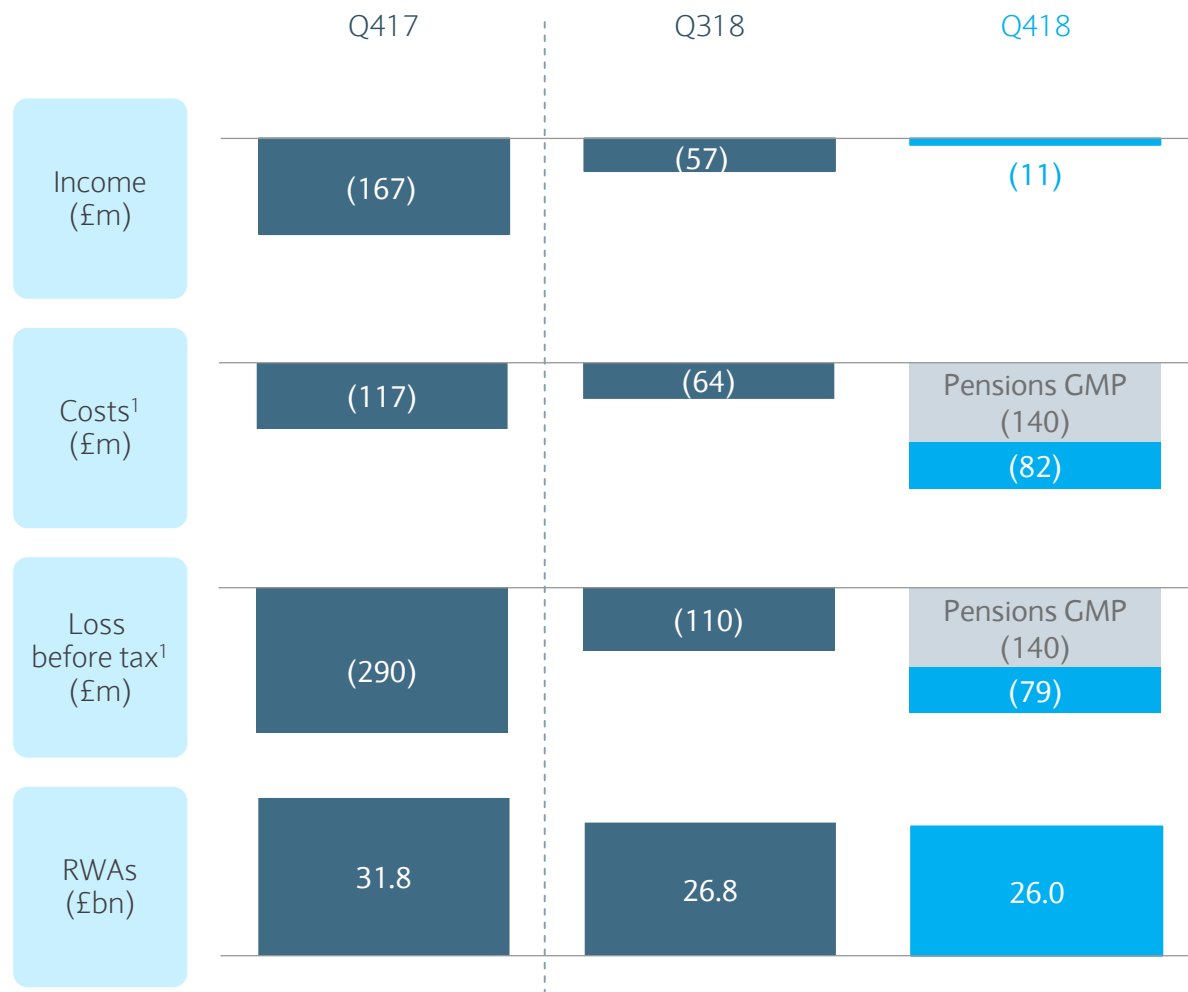 Q417 Q318 Q418
Income
(£m)
(167) (57) (11)
Costs¹
(£m)
(117) (64) Pensions GMP
(140)
(82)
Loss
before tax¹
(£m)
(290) (110) Pensions GMP
(140)
(79)
RWAs
(£bn)
31.8 26.8 26.0